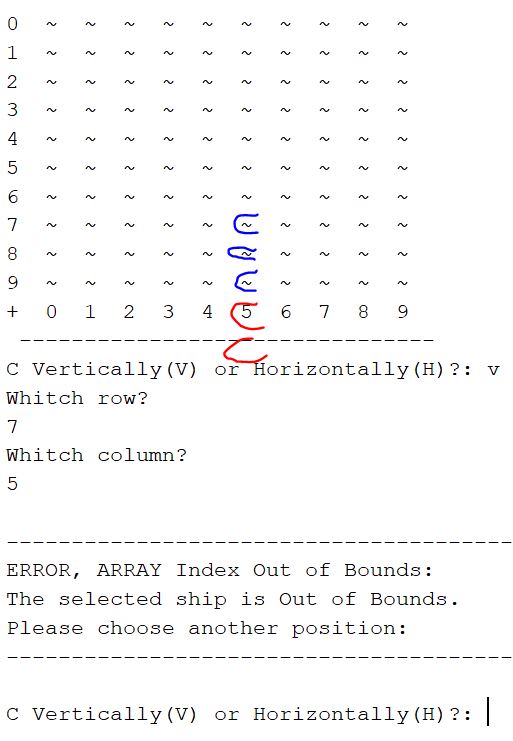 0 ~ ~ ~ ~ ~ ~ ~ ~ ~ ~
1 ~ ~ ~ ~ ~ ~ ~ ~ ~ ~
2 ~ ~ ~ ~ ~ ~ ~ ~ ~ ~
3 ~ ~ ~ ~ ~ ~ ~ ~ ~ ~
4 ~ ~ ~ ~ ~ ~ ~ ~ ~ ~
5 ~ ~ ~ ~ ~ ~ ~ ~ ~ ~
6 ~ ~ ~ ~ ~ ~ ~ ~ ~ ~
7 ~ ~ ~ ~ ~ ~ ~ ~ ~ ~
8 ~ ~ ~ ~ ~ ~ ~ ~ ~ ~
9 ~ ~ ~ ~ ~ ~ ~ ~ ~ ~
+ 0 1 2 3 4 5 6 7 8 9
--------------------------------
C Vertically(V) or Horizontally(H)?: v
Whitch row?
7
Whitch column?
5
---------------------------------------
ERROR, ARRAY Index Out of Bounds:
The selected ship is Out of Bounds.
Please choose another position:
---------------------------------------
C Vertically(V) or Horizontally(H)?: